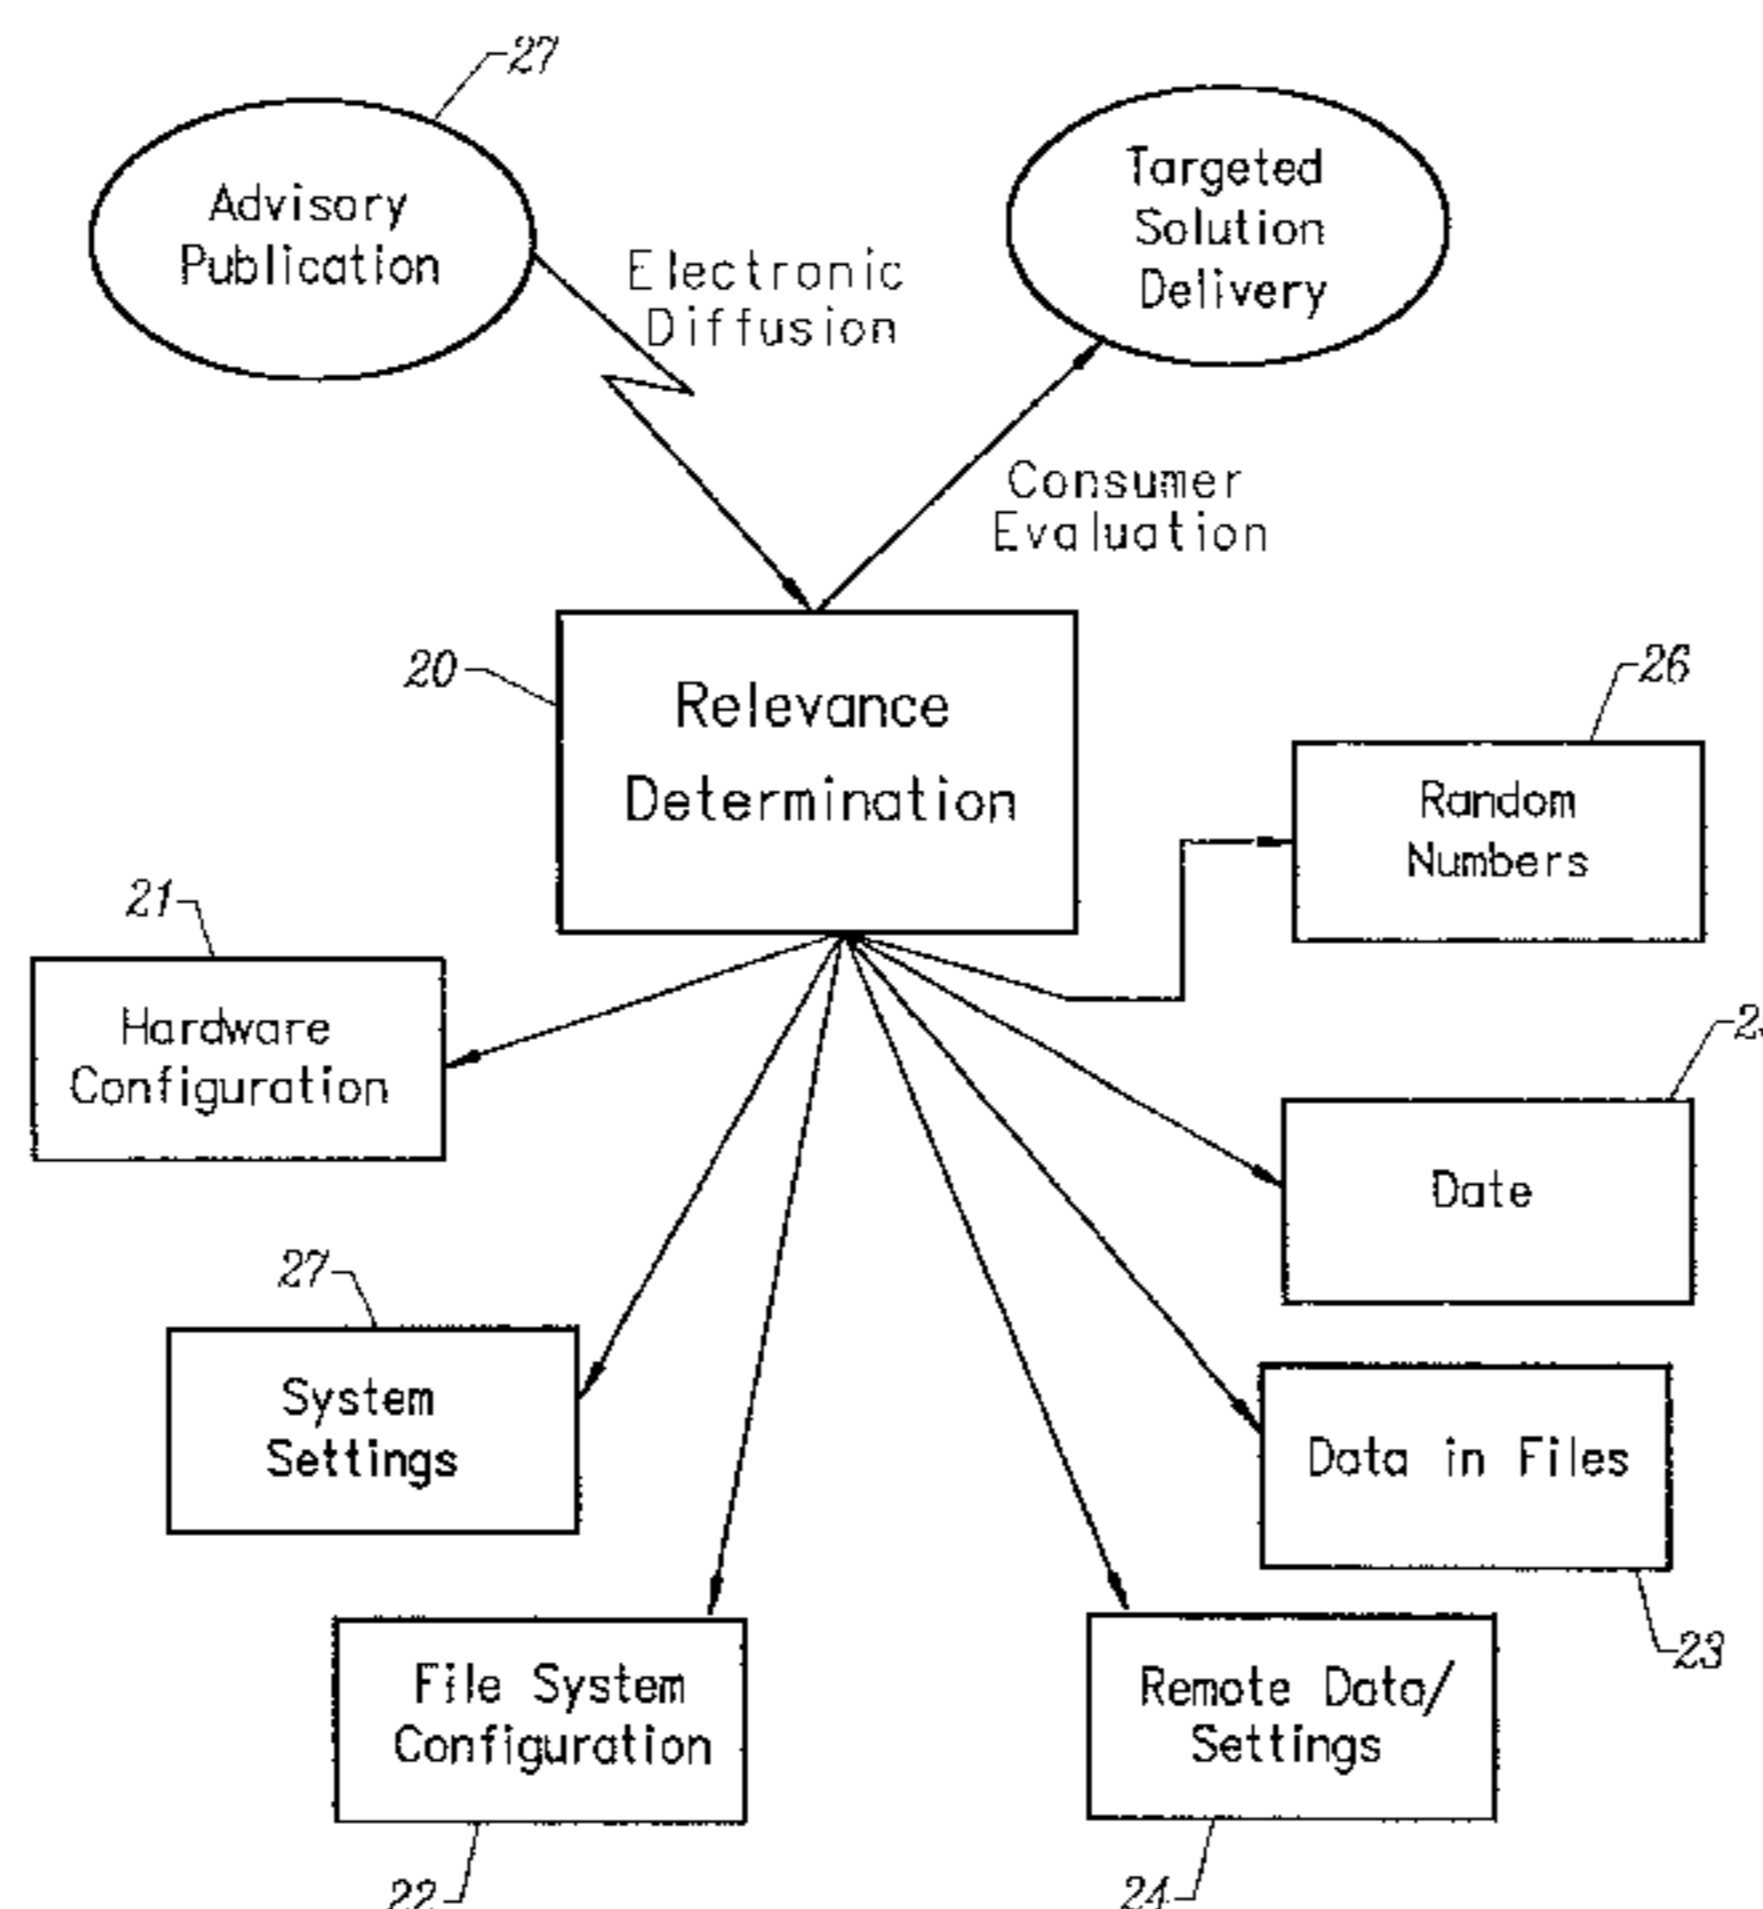 27
Advisory
Publication
Targeted
Solution
Delivery
Electronic
Diffusion
Consumer
Evaluation
20
Relevance
Determination
26
Random
Numbers
21
Hardware
Configuration
Date
27
System
Settings
Data in Files
23
File System
Configuration
Remote Data/
Settings
22
24